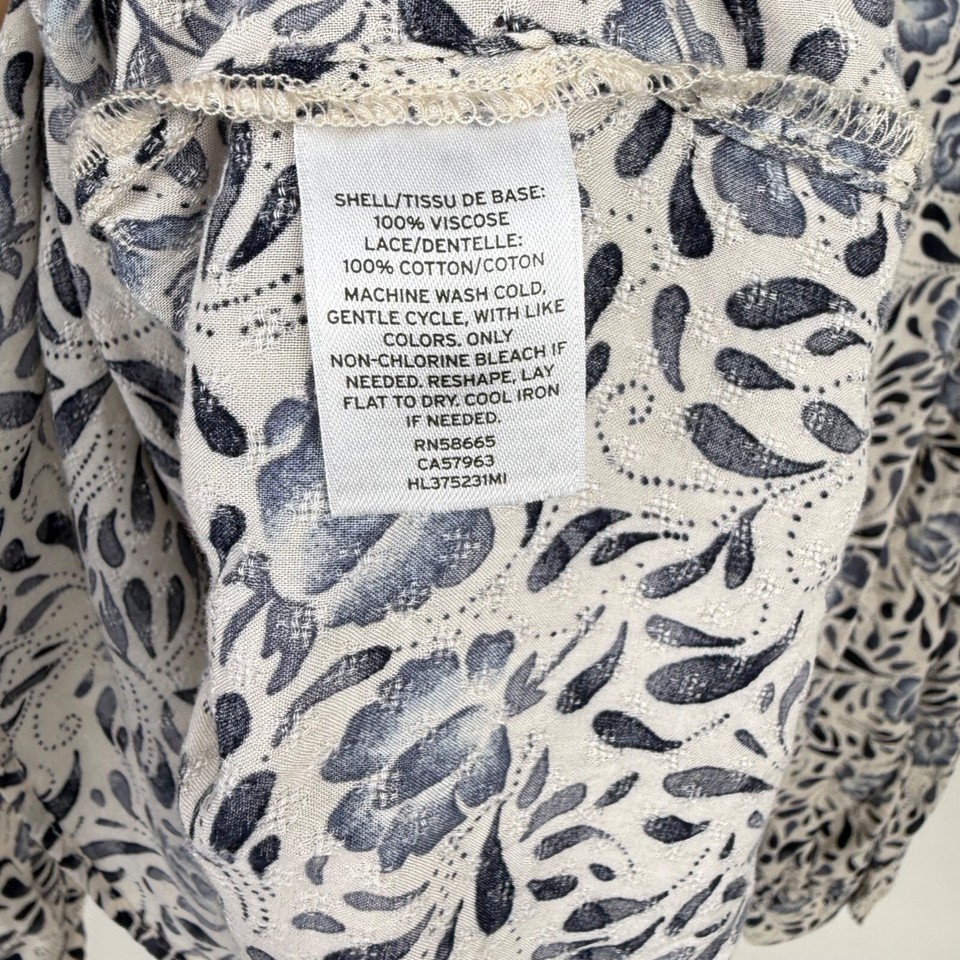 SHELL/TISSU DE BASE:
100% VISCOSE
LACE/DENTELLE:
100% COTTON/COTON
MACHINE WASH COLD,
GENTLE CYCLE, WITH LIKE
COLORS. ONLY
NON-CHLORINE BLEACH IF
NEEDED. RESHAPE, LAY
FLAT TO DRY. COOL IRON
IF NEEDED.
RN58665
CA57963
HL375231MI